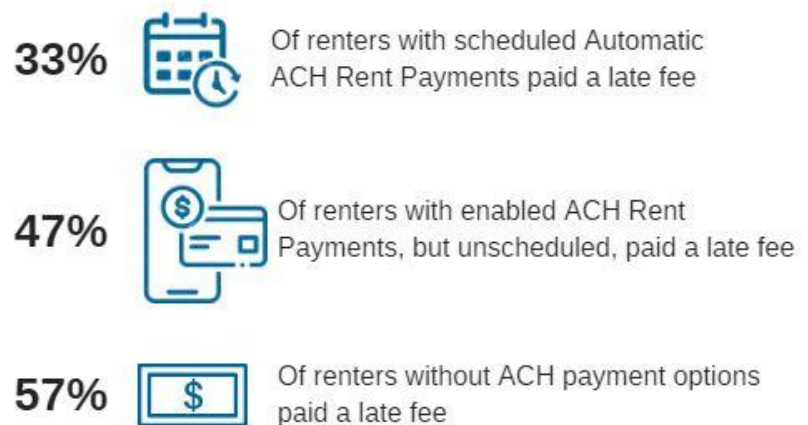 33%
Of renters with scheduled Automatic
ACH Rent Payments paid a late fee
$
47%
Of renters with enabled ACH Rent
Payments, but unscheduled, paid a late fee
57%
$
Of renters without ACH payment options
paid a late fee